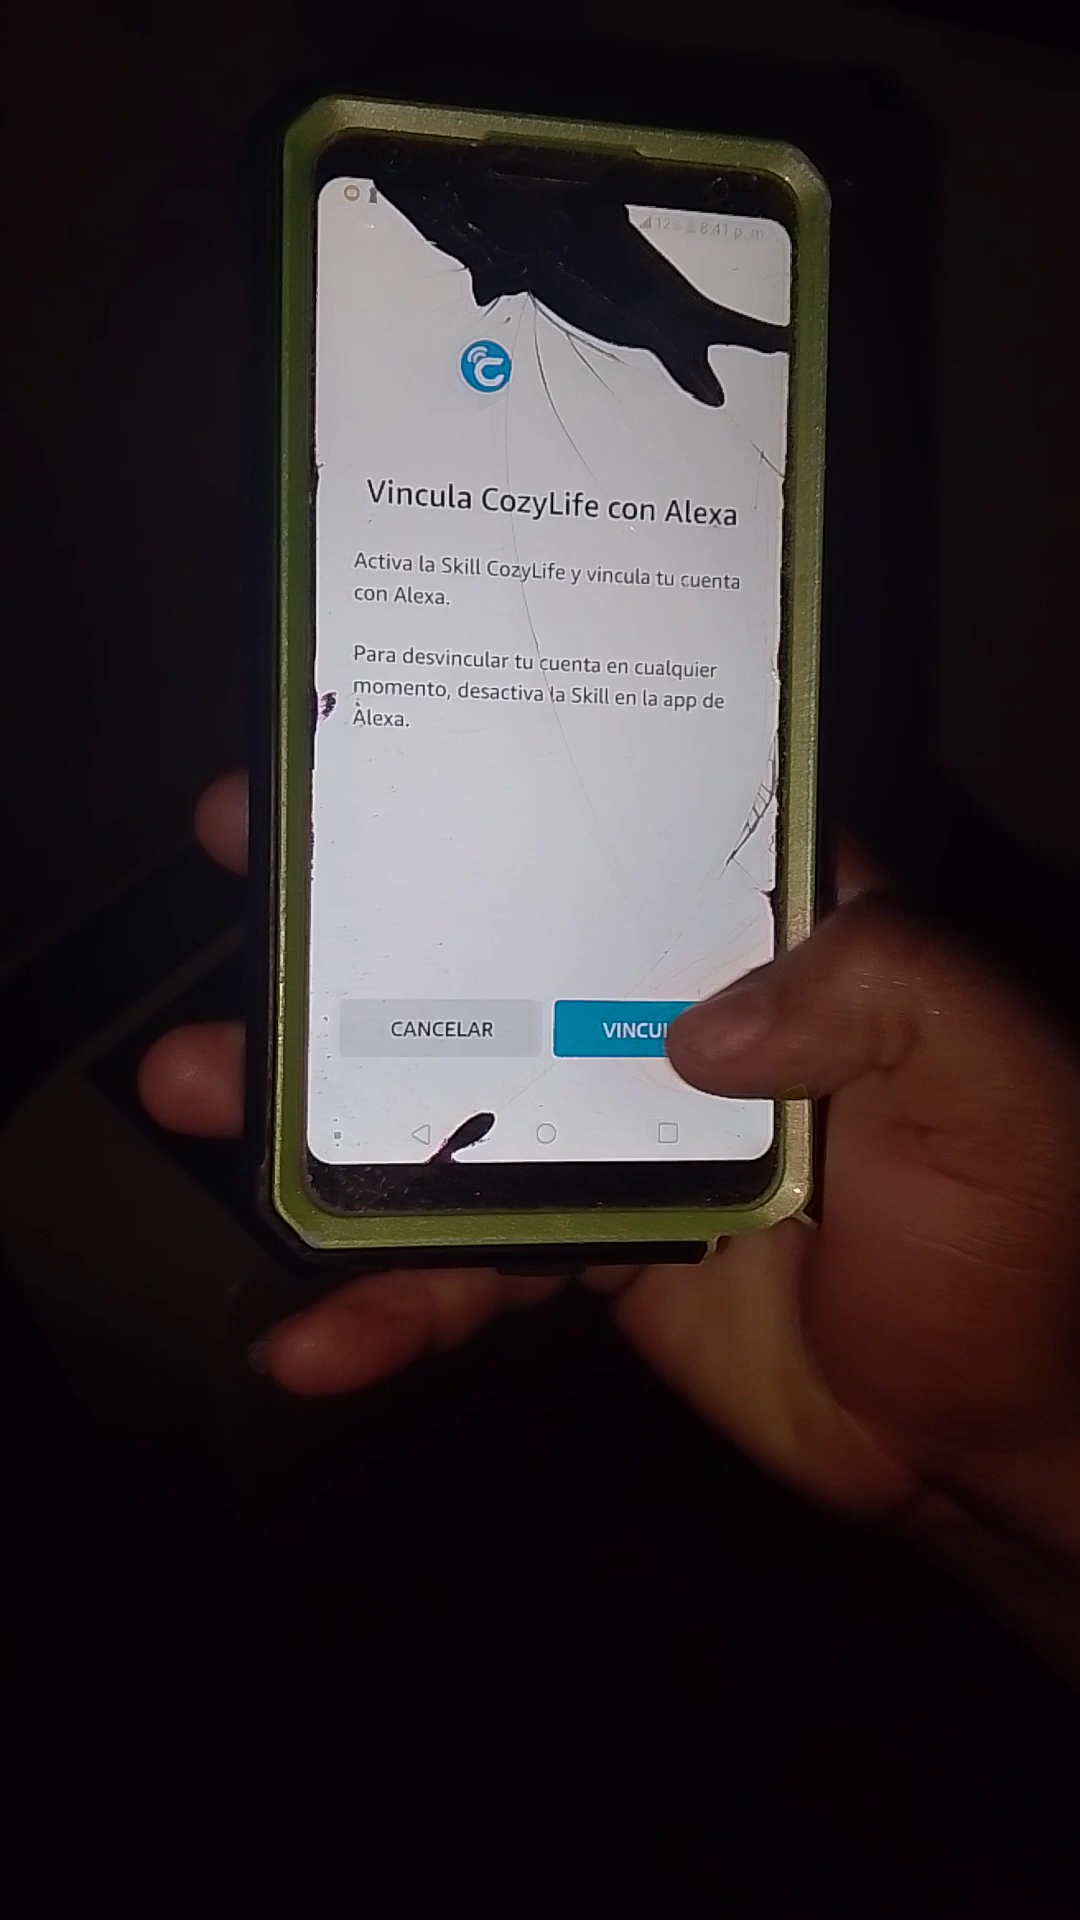 12% 8:41 p. m.
Vincula CozyLife con Alexa
Activa la Skill CozyLife y vincula tu cuenta
con Alexa.
Para desvincular tu cuenta en cualquier
momento, desactiva la Skill en la app de
Alexa.
CANCELAR
VINCUL